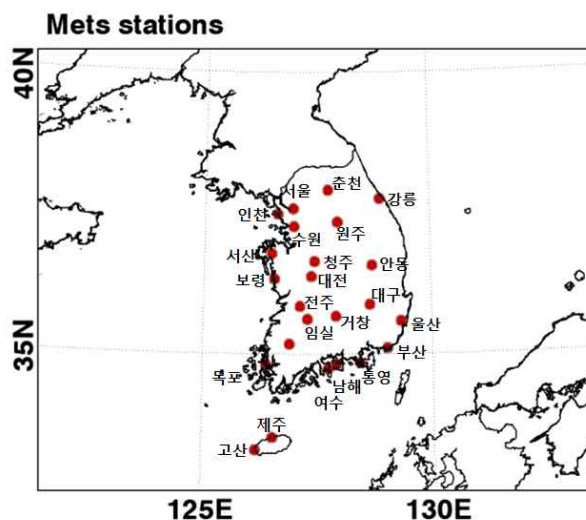 Mets stations
40N
춘천
서울
강릉
인천
원주
수원
서산
청주
안동
보령
대전
대구
전주
거창
울산
임실
35N
부산
목포
통영
남해
여수
제주
고산
125E
130E